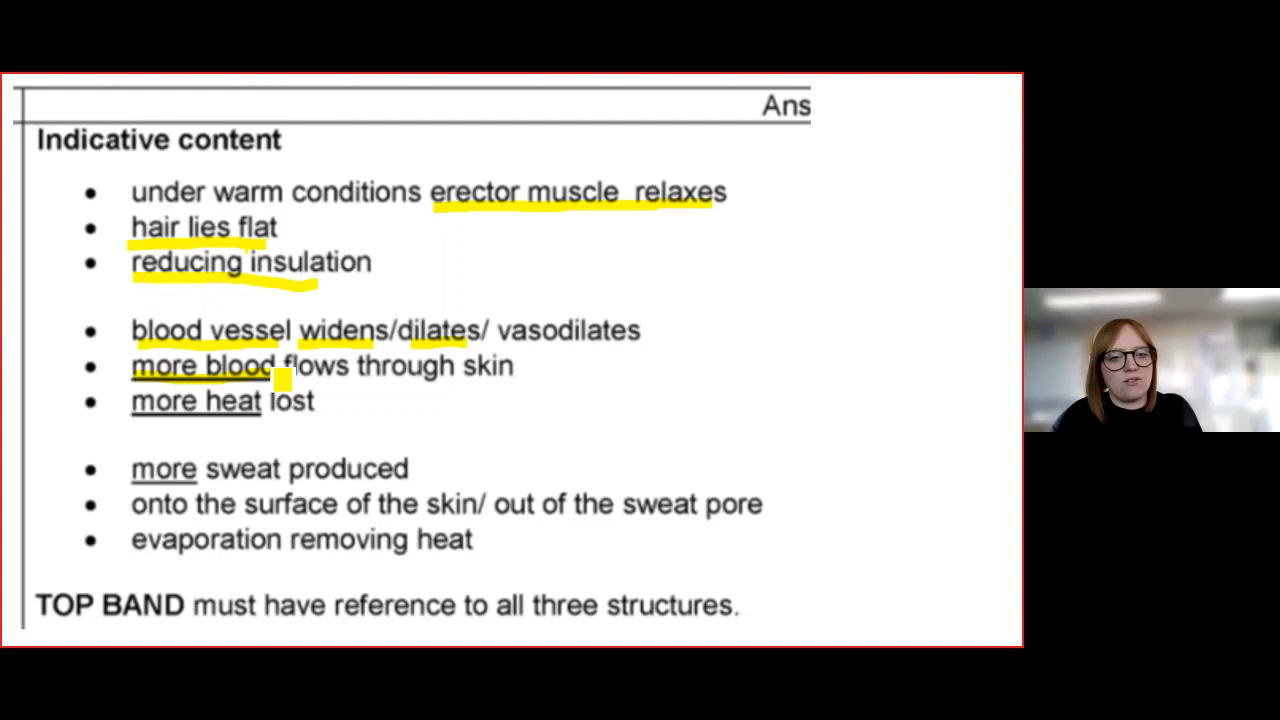 Ans
Indicative content
• under warm conditions erector muscle relaxes
• hair lies flat
• reducing insulation
• blood vessel widens/dilates/ vasodilates
• more blood flows through skin
• more heat lost
• more sweat produced
• onto the surface of the skin/ out of the sweat pore
• evaporation removing heat
TOP BAND must have reference to all three structures.